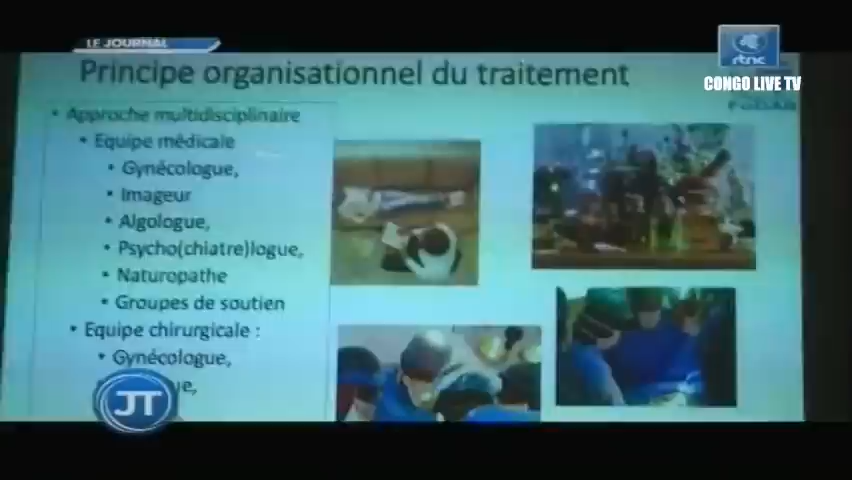 LE JOURNAL
rtnc
CONGO LIVE TV
Principe organisationnel du traitement
• Approche multidisciplinaire
• Equipe médicale
• Gynécologue,
• Imageur
• Algologue,
• Psycho(chiatre)logue,
• Naturopathe
• Groupes de soutien
• Equipe chirurgicale :
• Gynécologue,
JT